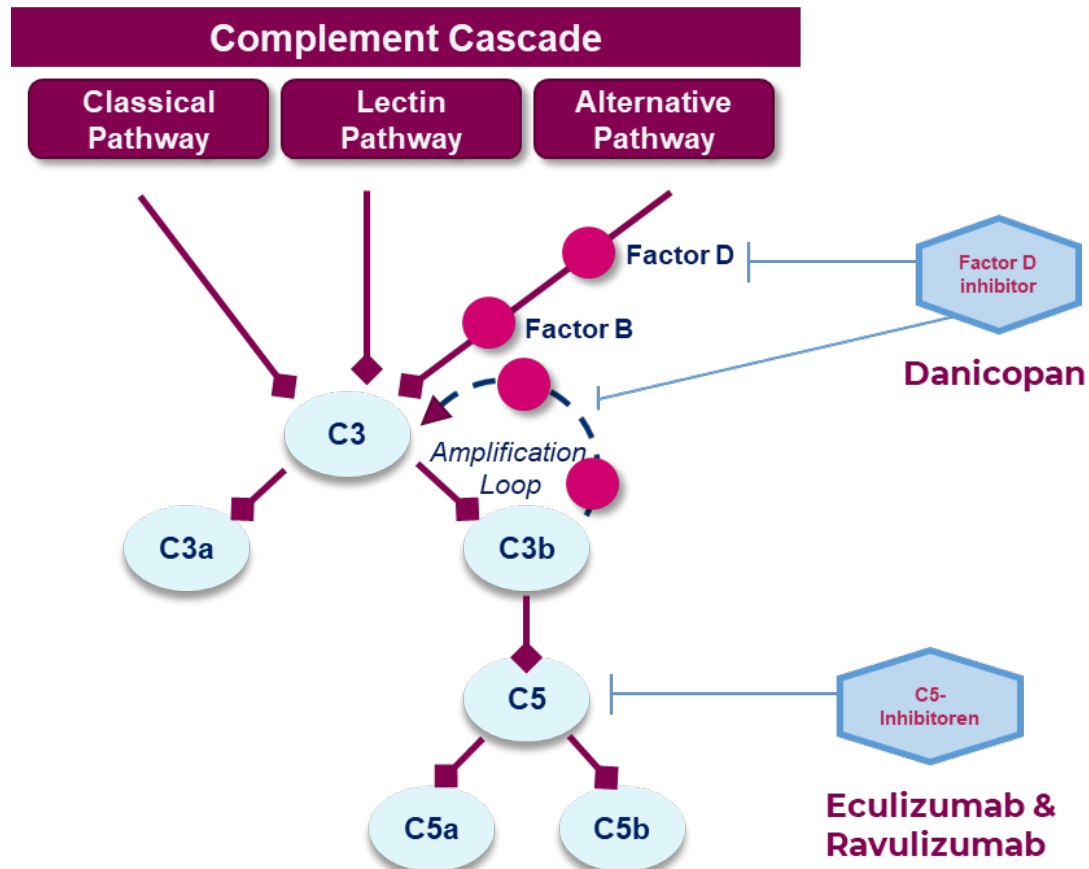 Complement Cascade
Classical
Pathway
Lectin
Pathway
Alternative
Pathway
Factor D
Factor D
inhibitor
Factor B
Danicopan
C3
Amplification
Loop
C3a
C3b
C5
C5-
Inhibitoren
C5a
C5b
Eculizumab &
Ravulizumab